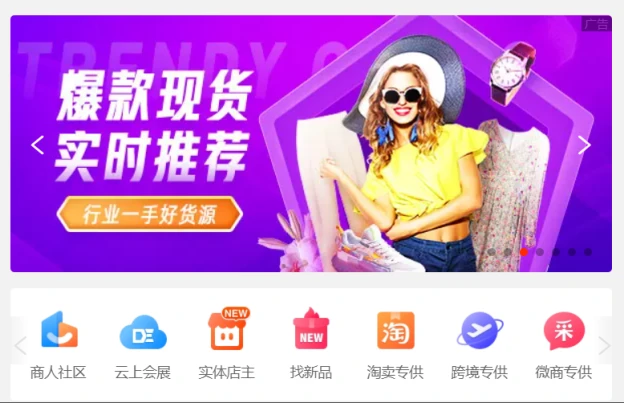 广告
TRENDY
爆款现货
实时推荐
行业一手好货源
DE
NEW
NEW
淘
采
商人社区
云上会展
实体店主
找新品
淘卖专供
跨境专供
微商专供